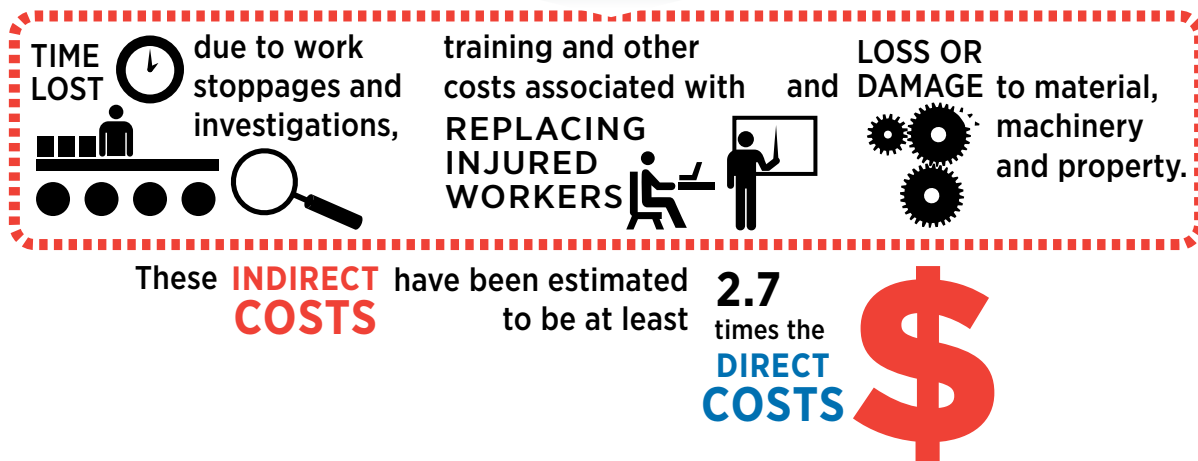 TIME
LOST
due to work
stoppages and
investigations,
training and other
costs associated with
REPLACING
INJURED
WORKERS
and
LOSS OR
DAMAGE
to material,
machinery
and property.
These INDIRECT COSTS have been estimated
to be at least
2.7
times the
DIRECT
COSTS
$